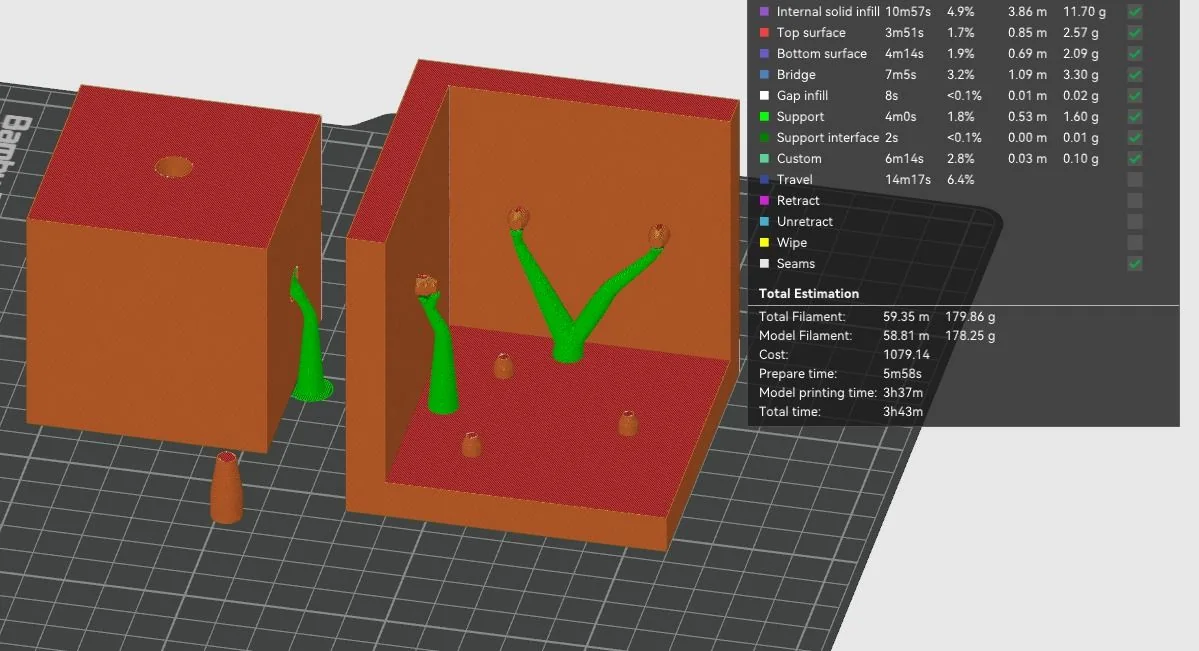 Internal solid infill 10m57s 4.9% 3.86 m 11.70 g
Top surface 3m51s 1.7% 0.85 m 2.57 g
Bottom surface 4m14s 1.9% 0.69 m 2.09 g
Bridge 7m5s 3.2% 1.09 m 3.30 g
Gap infill 8s <0.1% 0.01 m 0.02 g
Support 4m0s 1.8% 0.53 m 1.60 g
Support interface 2s <0.1% 0.00 m 0.01 g
Custom 6m14s 2.8% 0.03 m 0.10 g
Travel 14m17s 6.4%
Retract
Unretract
Wipe
Seams
Total Estimation
Total Filament: 59.35 m 179.86 g
Model Filament: 58.81 m 178.25 g
Cost: 1079.14
Prepare time: 5m58s
Model printing time: 3h37m
Total time: 3h43m